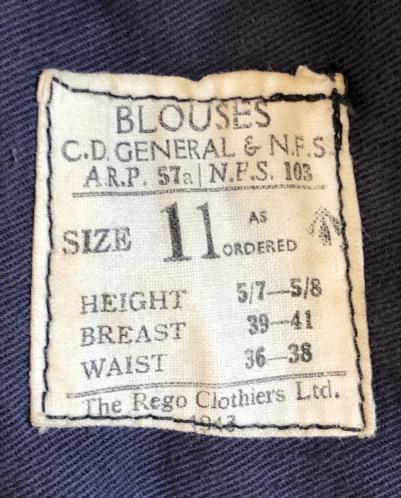 BLOUSES
C.D. GENERAL & N.F.S.
A.R.P. 57a | N.F.S. 103
SIZE 11 AS ORDERED
HEIGHT 5/7—5/8
BREAST 39—41
WAIST 36—38
The Rego Clothiers Ltd.
1943